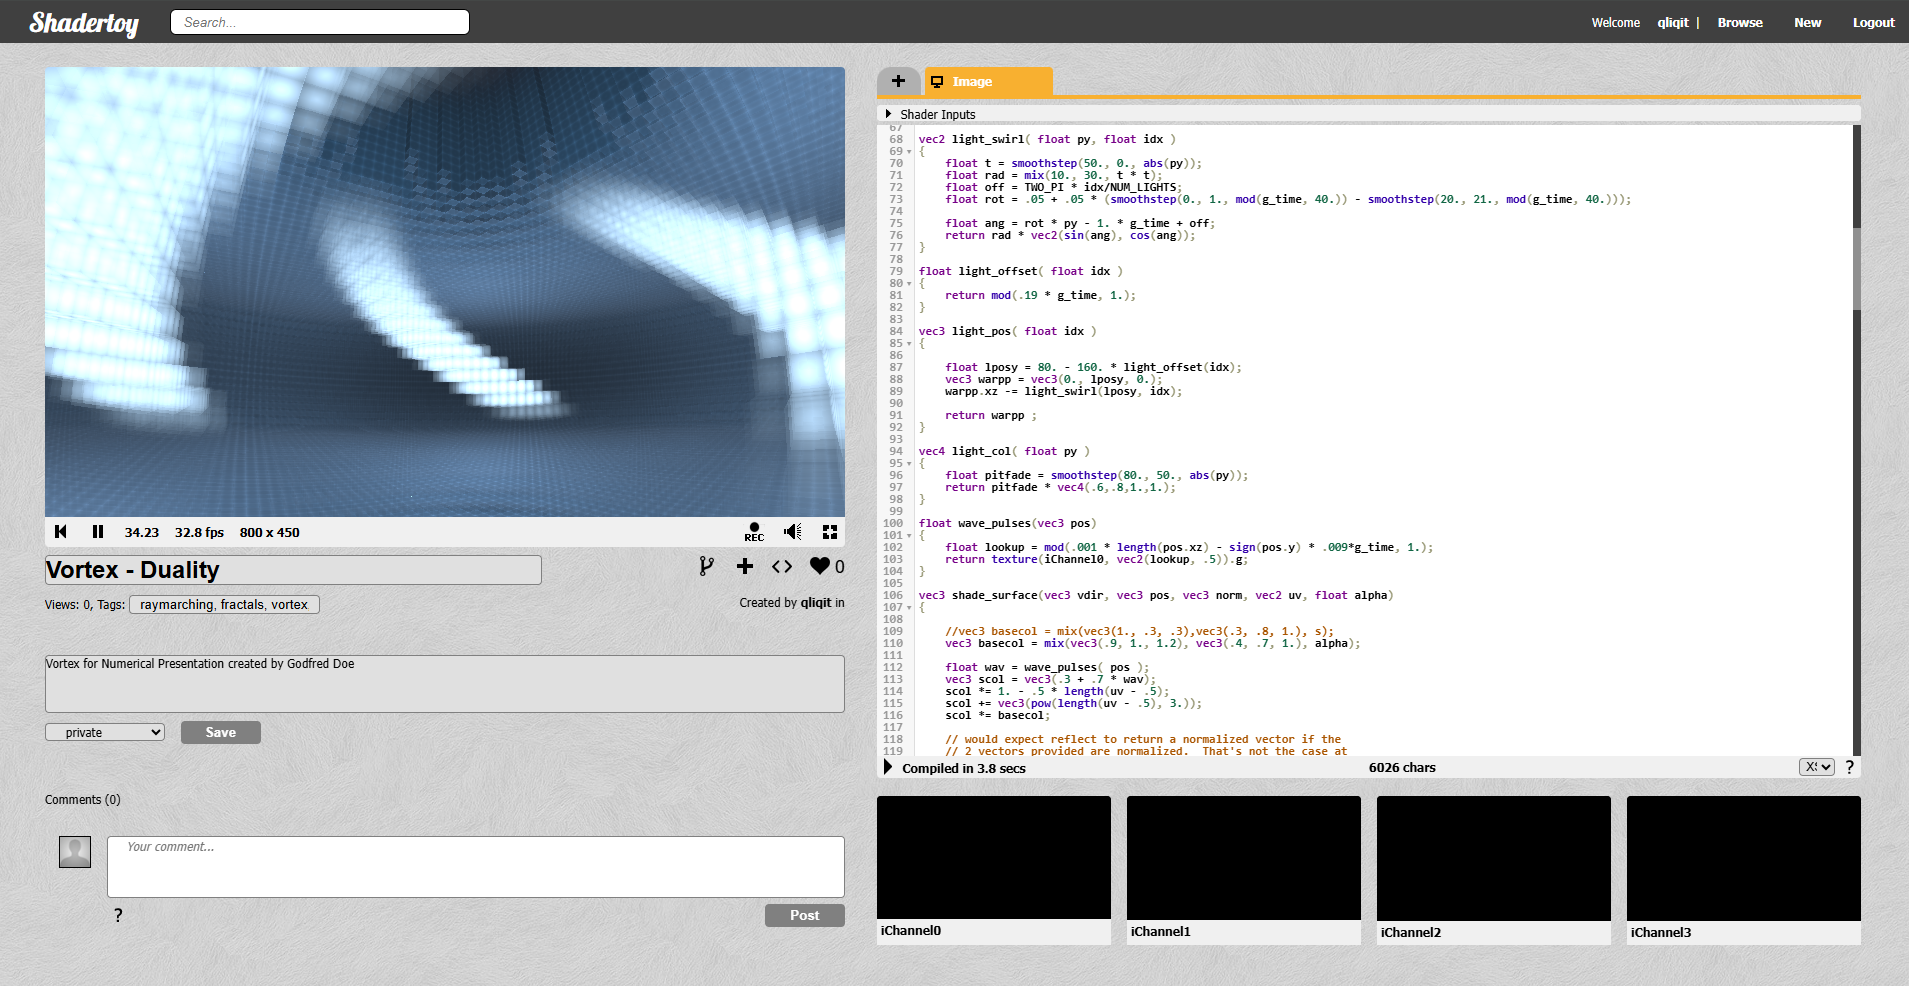 Shadertoy
Search...
Welcome qliqit | Browse New Logout
34.23 32.8 fps 800 x 450
REC
Vortex - Duality
0
Views: 0, Tags: raymarching, fractals, vortex
Created by qliqit in
Vortex for Numerical Presentation created by Godfred Doe
private
Save
Comments (0)
Your comment...
?
Post
+ Image
Shader Inputs
67
68 vec2 light_swirl( float py, float idx )
69 {
70 float t = smoothstep(50., 0., abs(py));
71 float rad = mix(10., 30., t * t);
72 float off = TWO_PI * idx/NUM_LIGHTS;
73 float rot = .05 + .05 * (smoothstep(0., 1., mod(g_time, 40.)) - smoothstep(20., 21., mod(g_time, 40.)));
74
75 float ang = rot * py - 1. * g_time + off;
76 return rad * vec2(sin(ang), cos(ang));
77 }
78
79 float light_offset( float idx )
80 {
81 return mod(.19 * g_time, 1.);
82 }
83
84 vec3 light_pos( float idx )
85 {
86
87 float lposy = 80. - 160. * light_offset(idx);
88 vec3 warpp = vec3(0., lposy, 0.);
89 warpp.xz -= light_swirl(lposy, idx);
90
91 return warpp ;
92 }
93
94 vec4 light_col( float py )
95 {
96 float pitfade = smoothstep(80., 50., abs(py));
97 return pitfade * vec4(.6,.8,1.,1.);
98 }
99
100 float wave_pulses(vec3 pos)
101 {
102 float lookup = mod(.001 * length(pos.xz) - sign(pos.y) * .009*g_time, 1.);
103 return texture(iChannel0, vec2(lookup, .5)).g;
104 }
105
106 vec3 shade_surface(vec3 vdir, vec3 pos, vec3 norm, vec2 uv, float alpha)
107 {
108
109 //vec3 basecol = mix(vec3(1., .3, .3),vec3(.3, .8, 1.), s);
110 vec3 basecol = mix(vec3(.9, 1., 1.2), vec3(.4, .7, 1.), alpha);
111
112 float wav = wave_pulses( pos );
113 vec3 scol = vec3(.3 + .7 * wav);
114 scol *= 1. - .5 * length(uv - .5);
115 scol += vec3(pow(length(uv - .5), 3.));
116 scol *= basecol;
117
118 // would expect reflect to return a normalized vector if the
119 // 2 vectors provided are normalized. That's not the case at
Compiled in 3.8 secs 6026 chars ?
iChannel0 iChannel1 iChannel2 iChannel3